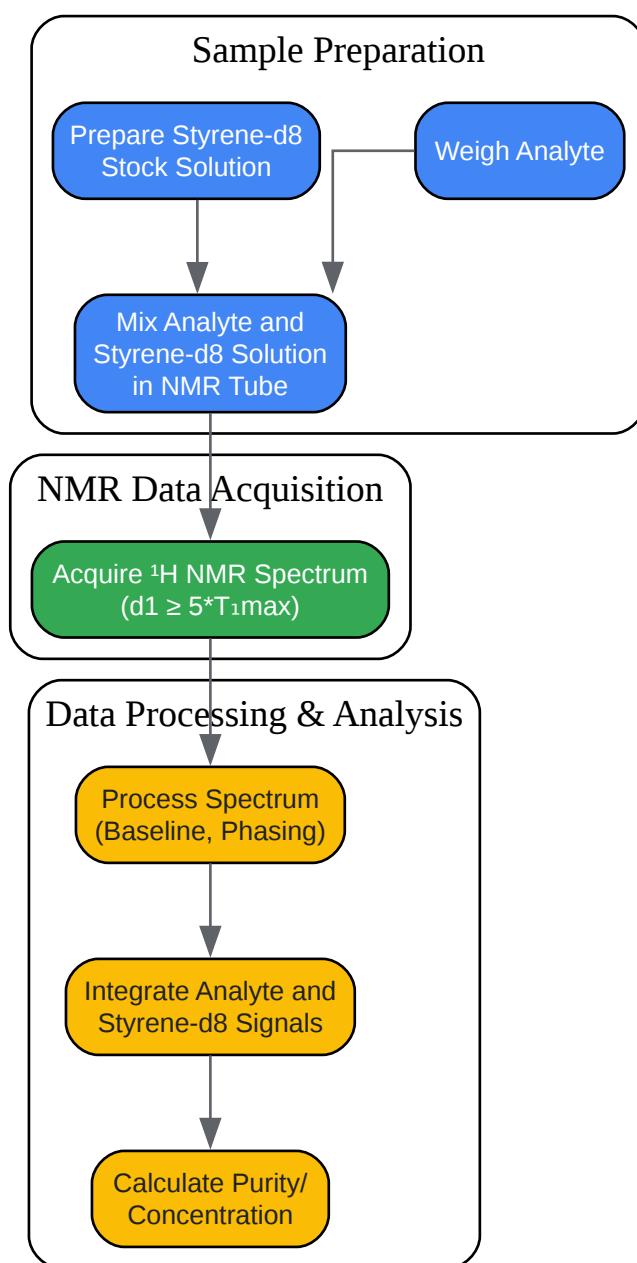 Sample Preparation
Prepare Styrene-d8
Stock Solution
Weigh Analyte
Mix Analyte and
Styrene-d8 Solution
in NMR Tube
NMR Data Acquisition
Acquire ¹H NMR Spectrum
(d1 ≥ 5*T₁max)
Data Processing & Analysis
Process Spectrum
(Baseline, Phasing)
Integrate Analyte and
Styrene-d8 Signals
Calculate Purity/
Concentration